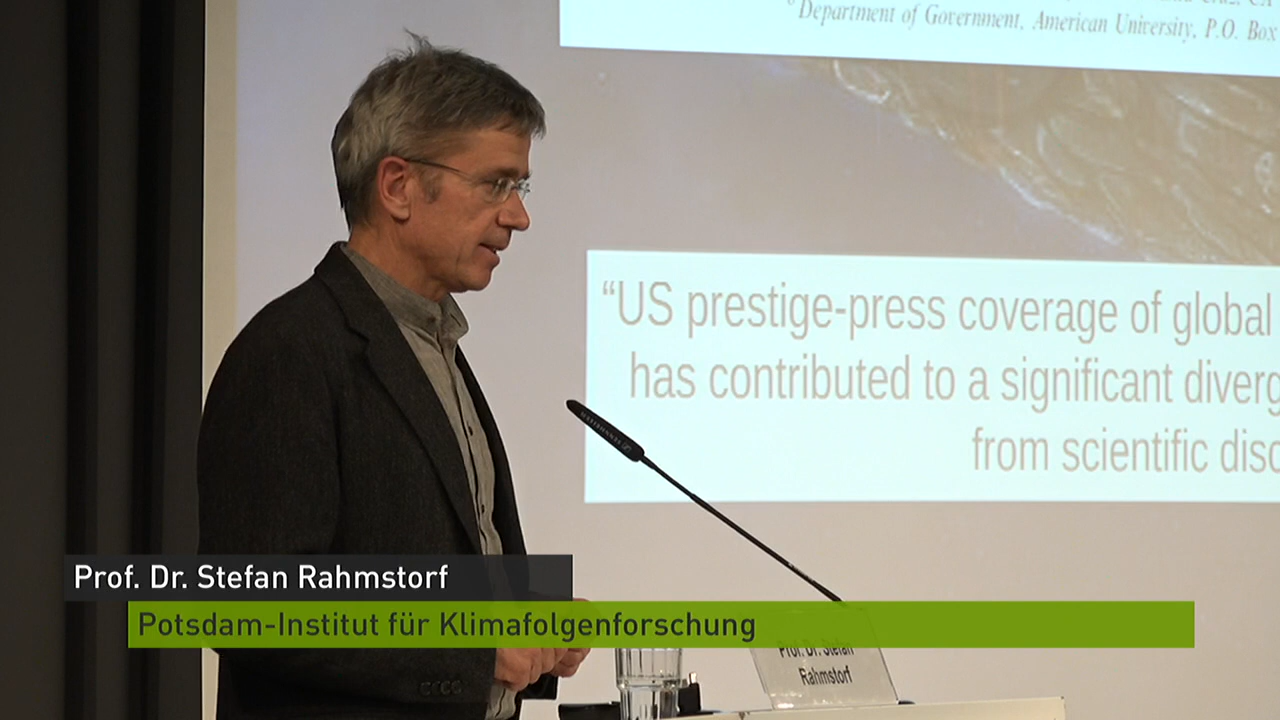 Department of Government, American University, P.O. Box
“US prestige-press coverage of global
has contributed to a significant diverg
from scientific disc
Prof. Dr. Stefan Rahmstorf
Potsdam-Institut für Klimafolgenforschung
Prof. Dr. Stefan
Rahmstorf